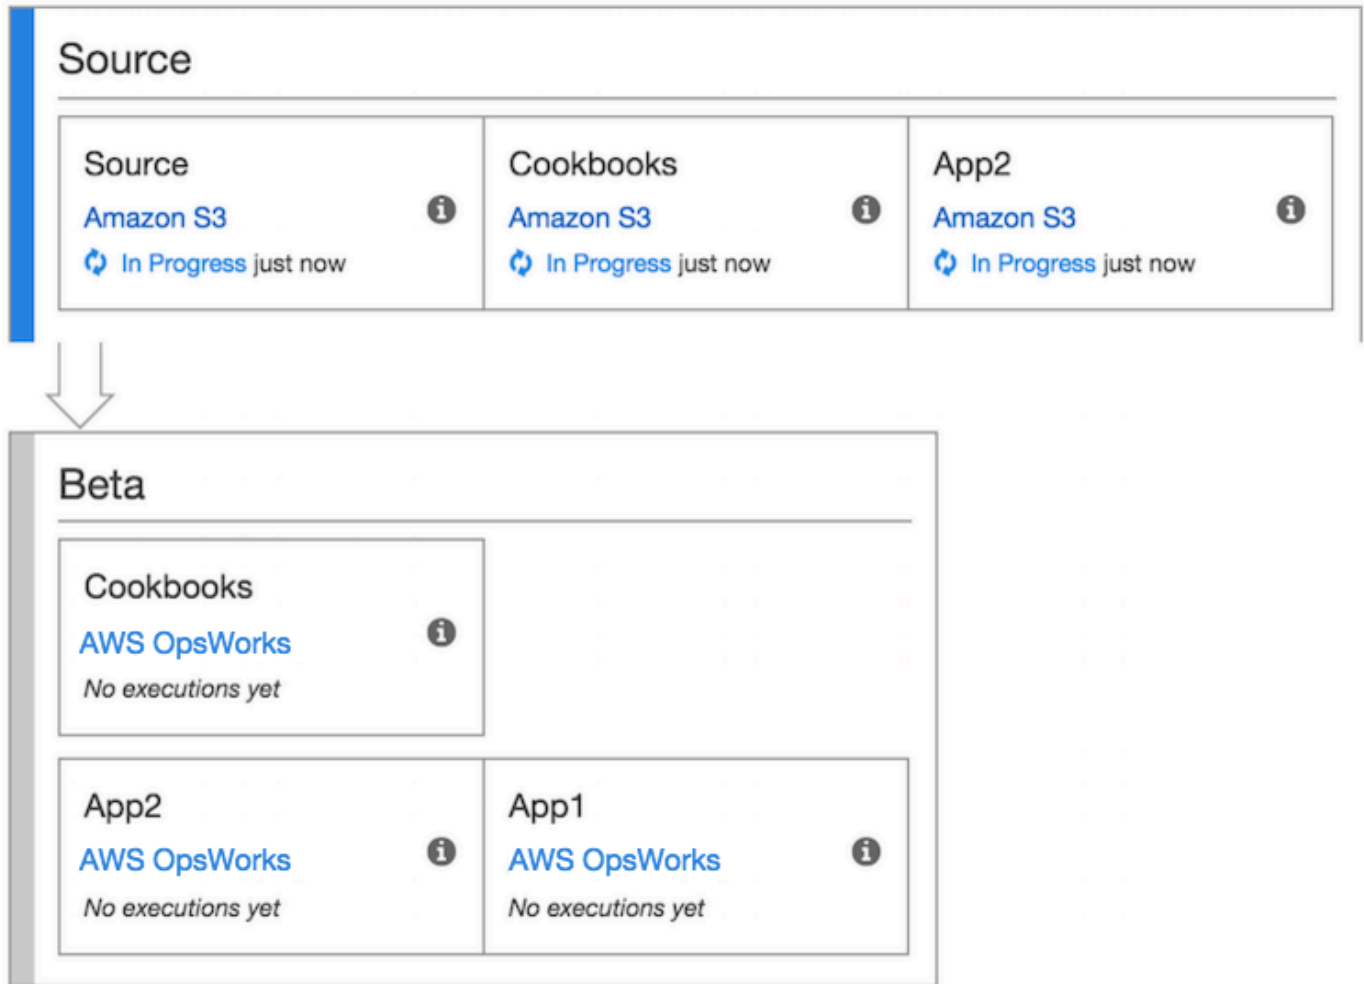 Source
Source
Amazon S3
In Progress just now
Cookbooks
Amazon S3
In Progress just now
App2
Amazon S3
In Progress just now
Beta
Cookbooks
AWS OpsWorks
No executions yet
App2
AWS OpsWorks
No executions yet
App1
AWS OpsWorks
No executions yet